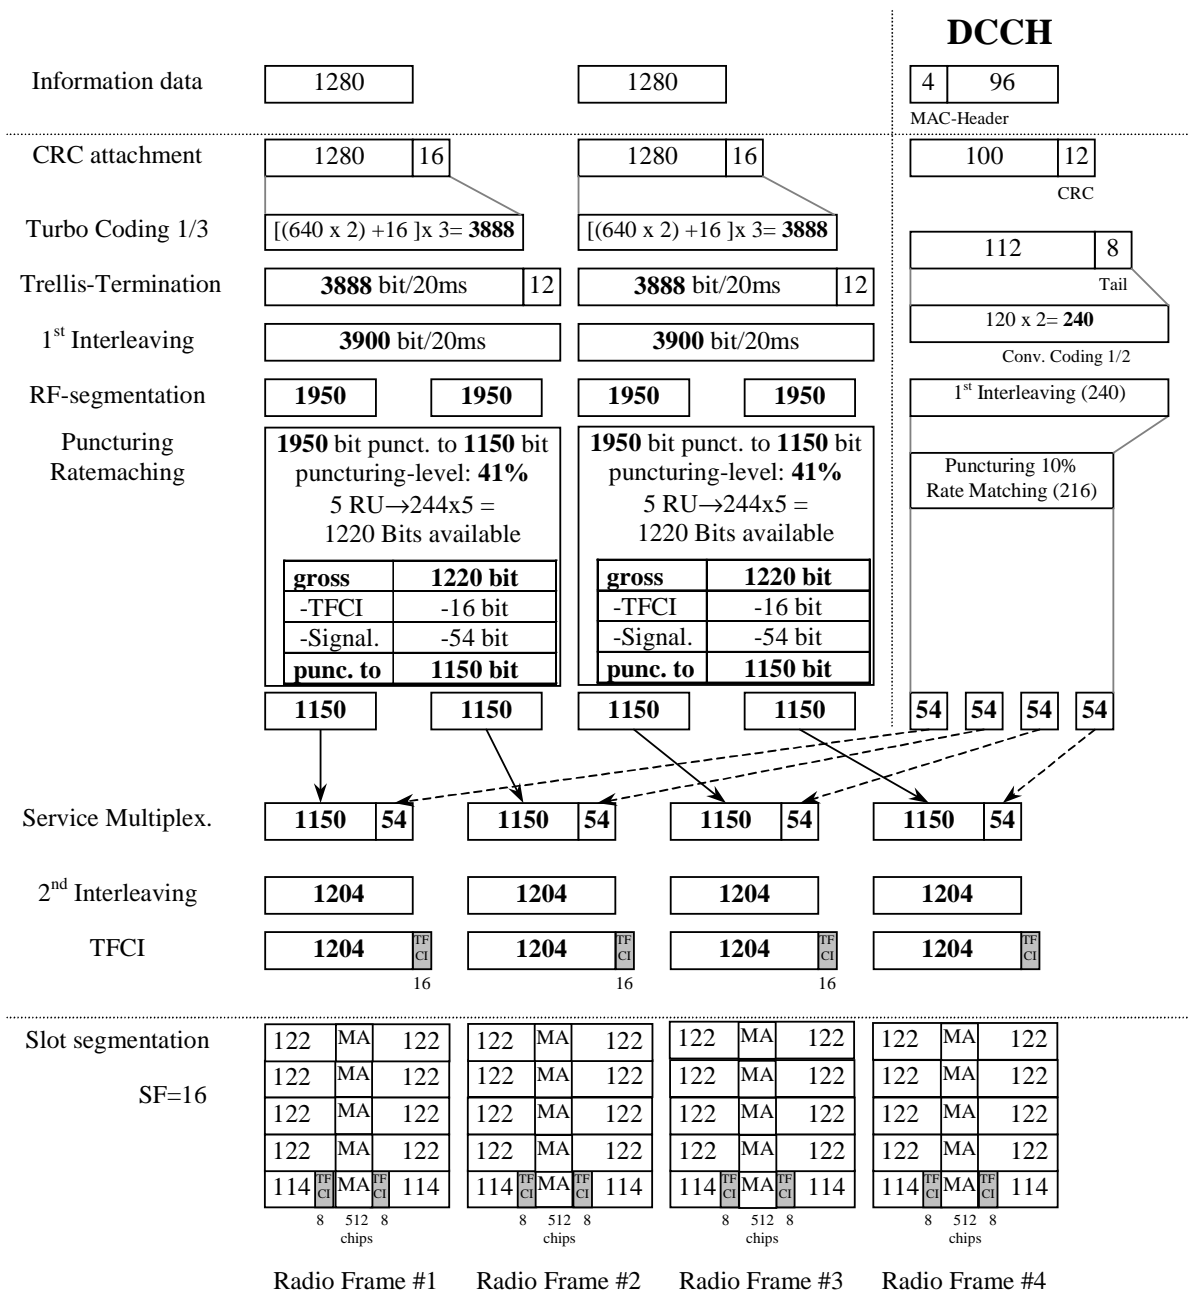 DCCH
Information data 1280 1280 4 96
MAC-Header
CRC attachment 1280 16 1280 16 100 12
CRC
Turbo Coding 1/3 [(640 x 2) +16 ]x 3= 3888 [(640 x 2) +16 ]x 3= 3888
112 8
Tail
Trellis-Termination 3888 bit/20ms 12 3888 bit/20ms 12
120 x 2= 240
Conv. Coding 1/2
1st Interleaving 3900 bit/20ms 3900 bit/20ms
RF-segmentation 1950 1950 1950 1950 1st Interleaving (240)
Puncturing
Ratemaching
1950 bit punct. to 1150 bit
puncturing-level: 41%
5 RU→244x5 =
1220 Bits available
gross 1220 bit
-TFCI -16 bit
-Signal. -54 bit
punc. to 1150 bit
1950 bit punct. to 1150 bit
puncturing-level: 41%
5 RU→244x5 =
1220 Bits available
gross 1220 bit
-TFCI -16 bit
-Signal. -54 bit
punc. to 1150 bit
Puncturing 10%
Rate Matching (216)
1150 1150 1150 1150 54 54 54 54
Service Multiplex. 1150 54 1150 54 1150 54 1150 54
2nd Interleaving 1204 1204 1204 1204
TFCI 1204 TF CI 1204 TF CI 1204 TF CI 1204 TF CI
16 16 16
Slot segmentation 122 MA 122 122 MA 122 122 MA 122 122 MA 122
SF=16 122 MA 122 122 MA 122 122 MA 122 122 MA 122
122 MA 122 122 MA 122 122 MA 122 122 MA 122
122 MA 122 122 MA 122 122 MA 122 122 MA 122
114 TF CI MA TF CI 114 114 TF CI MA TF CI 114 114 TF CI MA TF CI 114 114 TF CI MA TF CI 114
8 512 8 8 512 8 8 512 8 8 512 8
chips chips chips chips
Radio Frame #1 Radio Frame #2 Radio Frame #3 Radio Frame #4